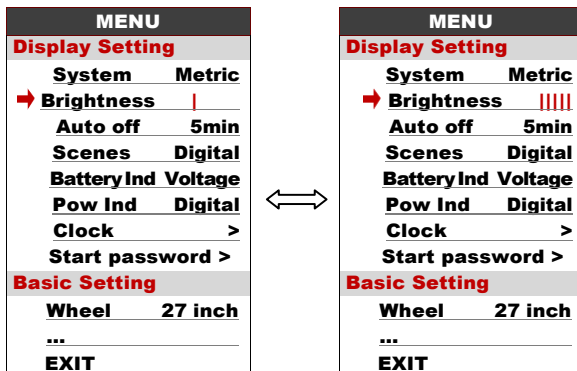 MENU
Display Setting
System Metric
Brightness |
Auto off 5min
Scenes Digital
Battery Ind Voltage
Pow Ind Digital
Clock >
Start password >
Basic Setting
Wheel 27 inch
...
EXIT
MENU
Display Setting
System Metric
Brightness |||||
Auto off 5min
Scenes Digital
Battery Ind Voltage
Pow Ind Digital
Clock >
Start password >
Basic Setting
Wheel 27 inch
...
EXIT